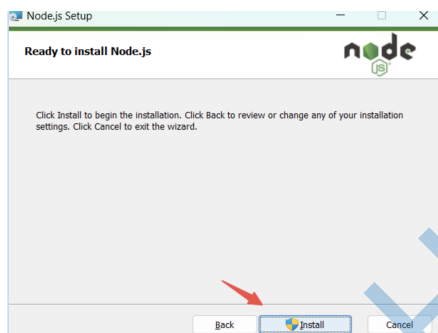 Node.js Setup
Ready to install Node.js
node
JS
Click Install to begin the installation. Click Back to review or change any of your installation
settings. Click Cancel to exit the wizard.
Back
Install
Cancel